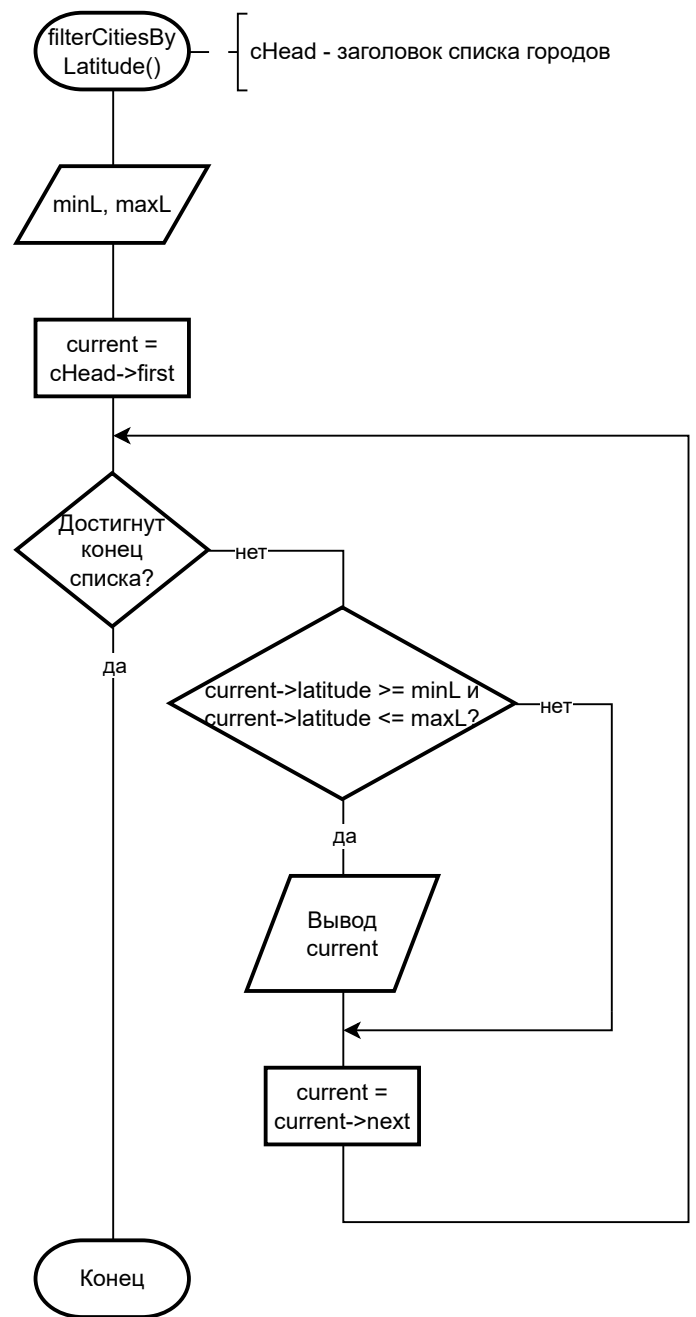 filterCitiesBy
Latitude()
cHead - заголовок списка городов
minL, maxL
current =
cHead->first
Достигнут
конец
списка?
нет
да
current->latitude >= minL и
current->latitude <= maxL?
нет
да
Вывод
current
current =
current->next
Конец